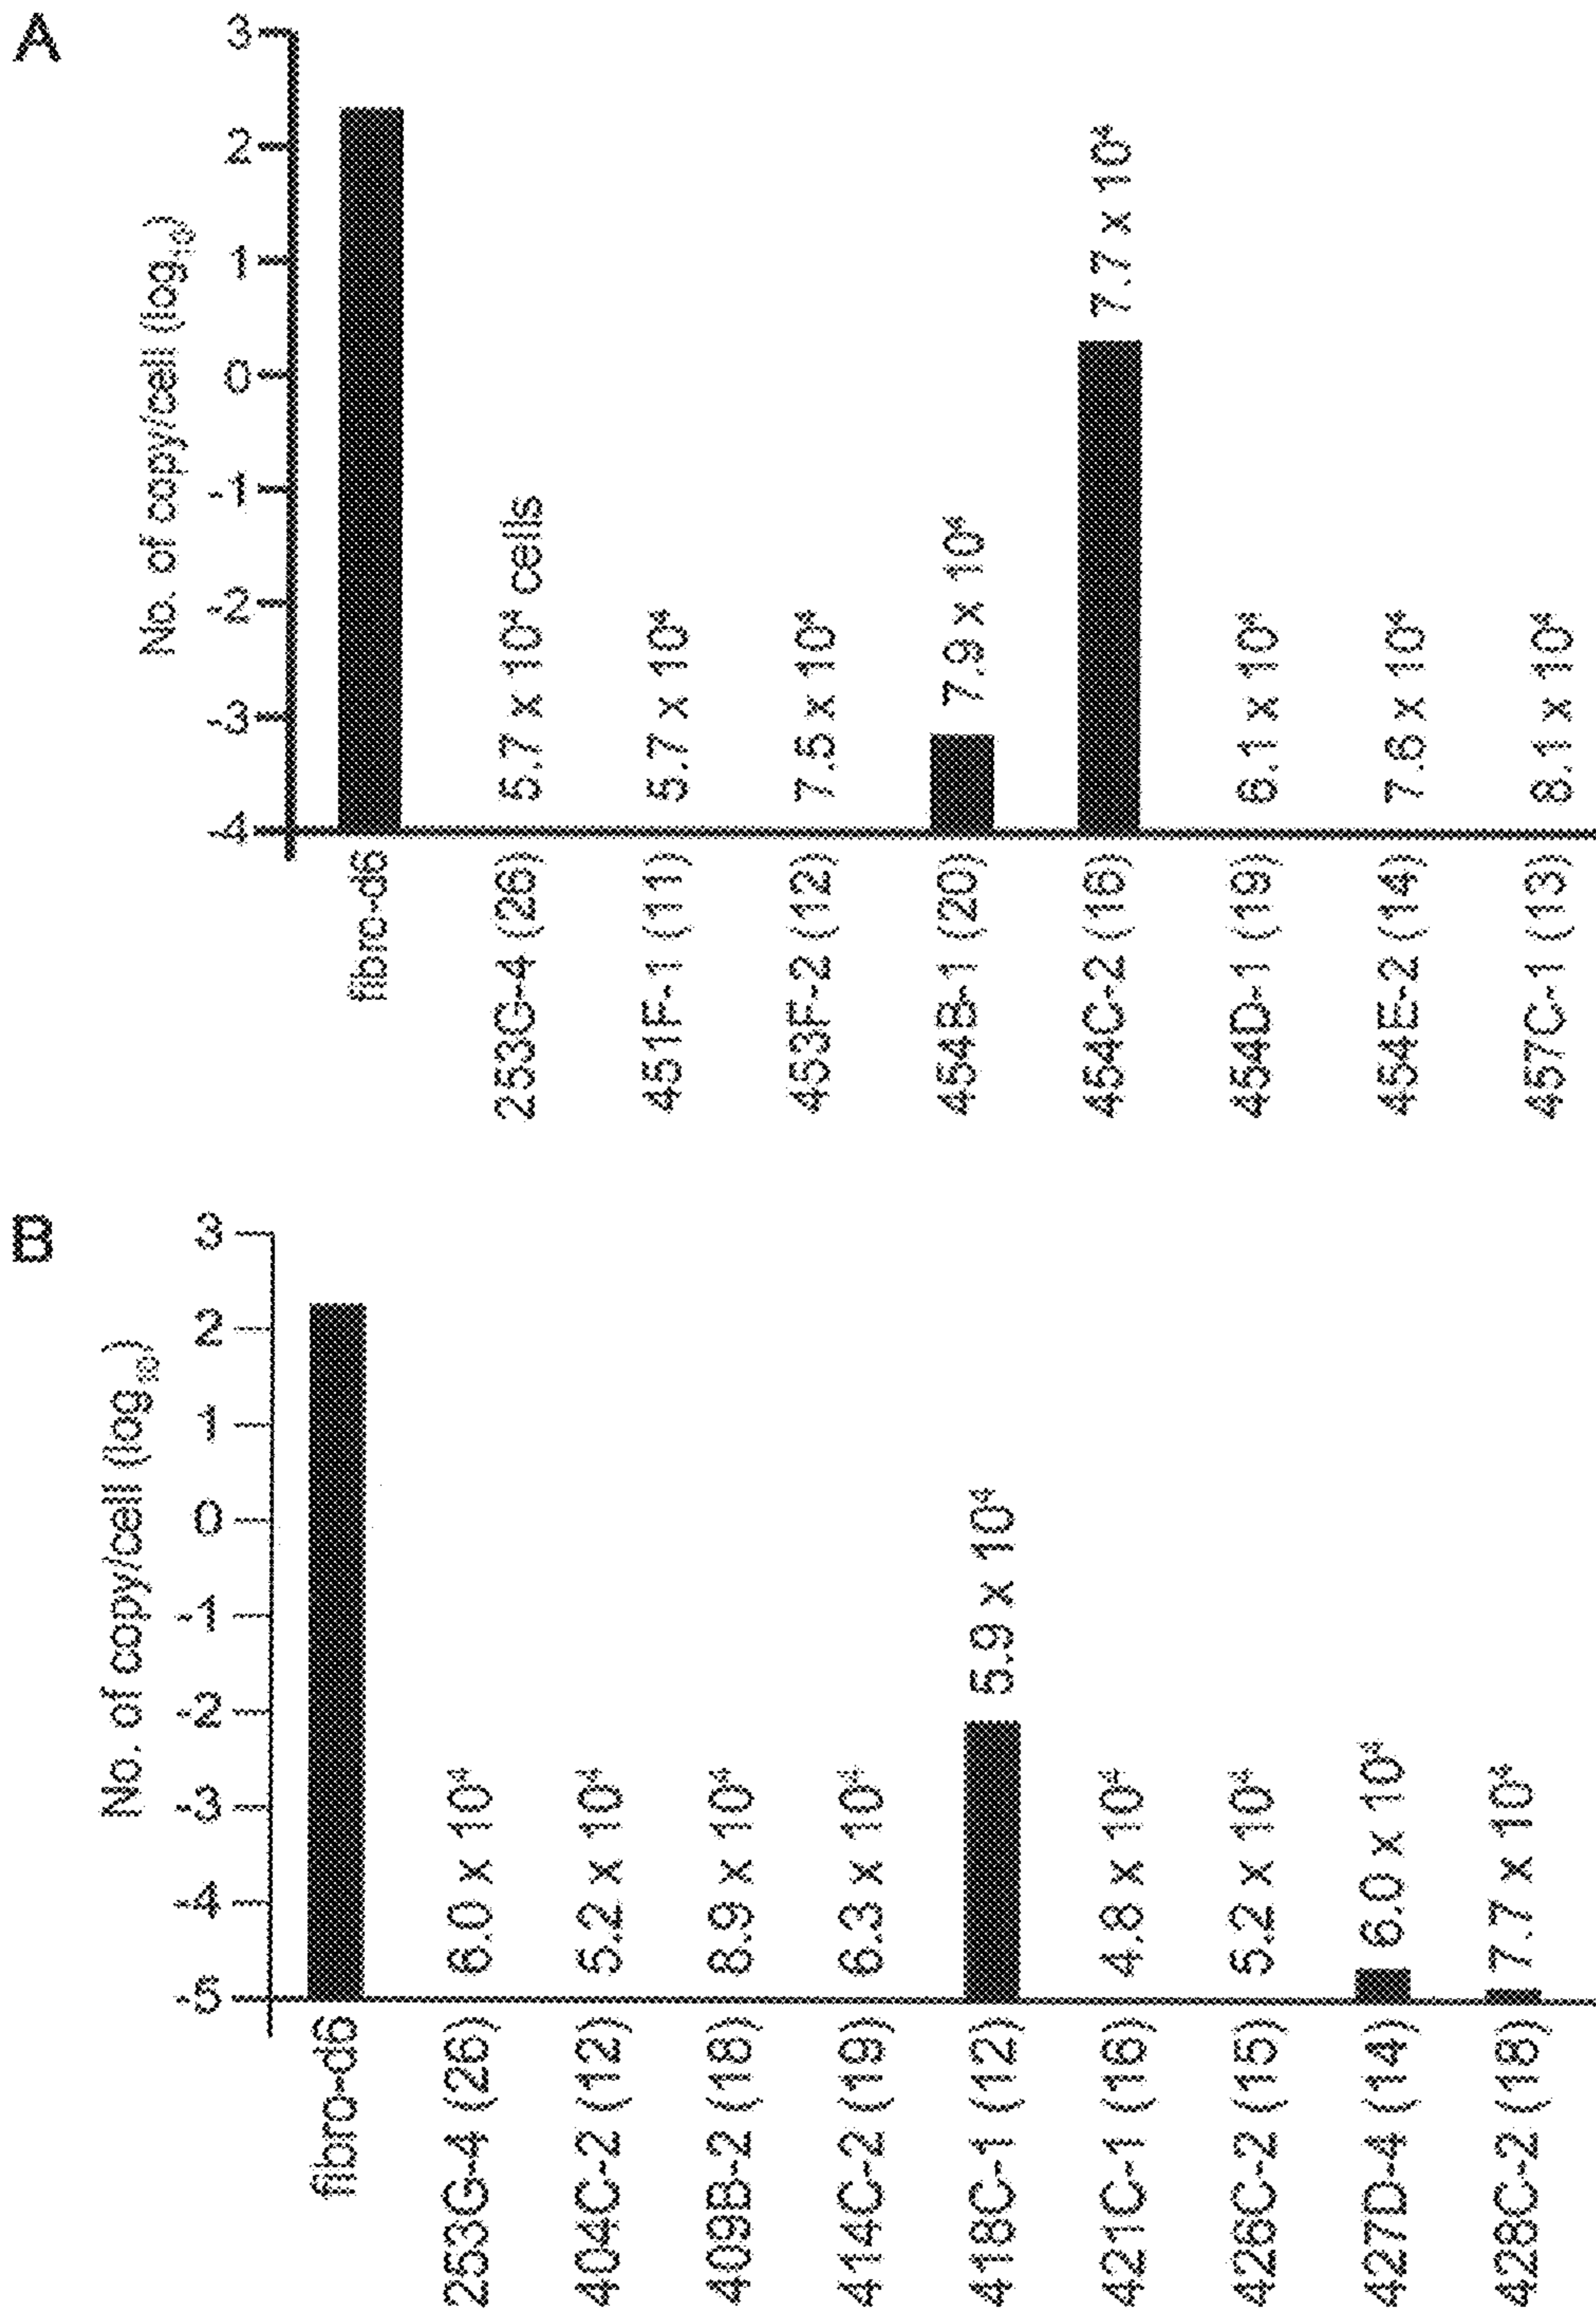 A
No. of copy/cell (log10)
3
2
1
0
-1
-2
-3
-4
5.7 x 10⁴ cells
5.7 x 10⁴
7.5 x 10⁴
7.9 x 10⁴
7.7 x 10⁴
6.1 x 10⁴
7.6 x 10⁴
8.1 x 10⁴
fibro-d6
253G-4 (26)
451F-1 (11)
453F-2 (12)
454B-1 (20)
454C-2 (16)
454D-1 (19)
454E-2 (14)
457C-1 (13)
B
No. of copy/cell (log10)
3
2
1
0
-1
-2
-3
-4
-5
6.0 x 10⁴
5.2 x 10⁴
8.9 x 10⁴
6.3 x 10⁴
5.9 x 10⁴
4.8 x 10⁴
5.2 x 10⁴
6.0 x 10⁴
7.7 x 10⁴
fibro-d6
253G-4 (26)
404C-2 (12)
409B-2 (18)
414C-2 (19)
418C-1 (12)
421C-1 (16)
426C-2 (15)
427D-4 (14)
428C-2 (18)